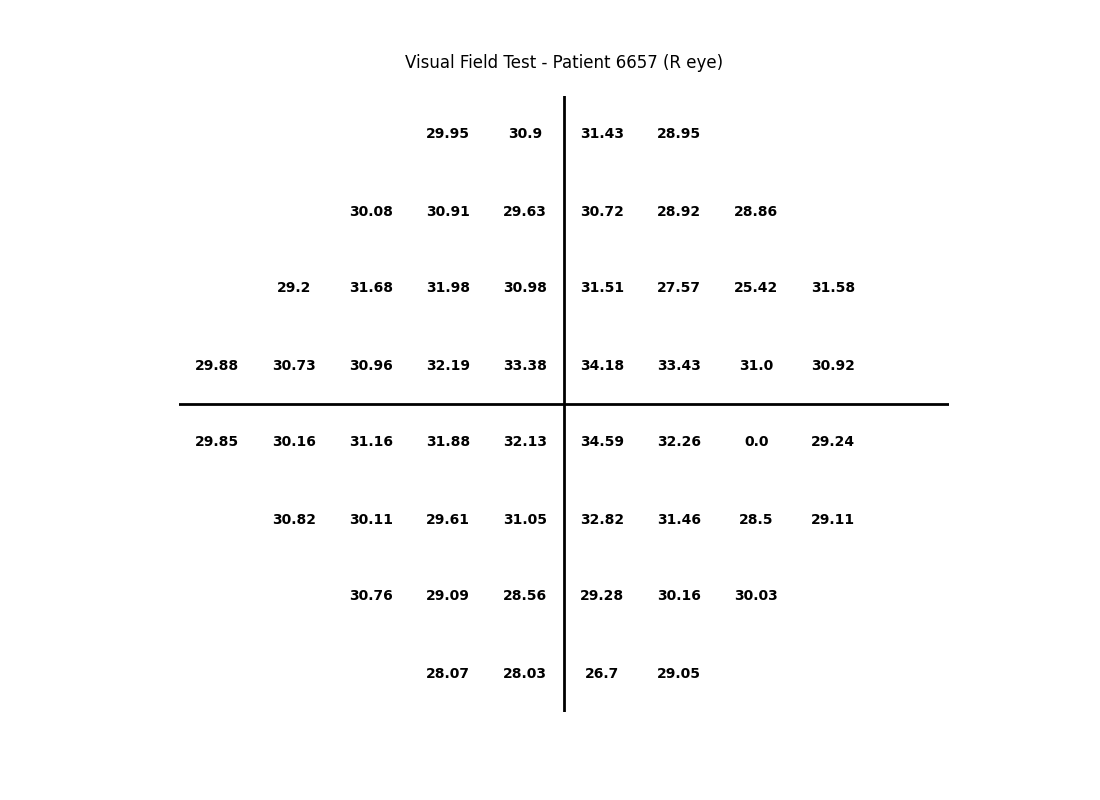 Visual Field Test - Patient 6657 (R eye)
29.95 30.9 31.43 28.95
30.08 30.91 29.63 30.72 28.92 28.86
29.2 31.68 31.98 30.98 31.51 27.57 25.42 31.58
29.88 30.73 30.96 32.19 33.38 34.18 33.43 31.0 30.92
29.85 30.16 31.16 31.88 32.13 34.59 32.26 0.0 29.24
30.82 30.11 29.61 31.05 32.82 31.46 28.5 29.11
30.76 29.09 28.56 29.28 30.16 30.03
28.07 28.03 26.7 29.05